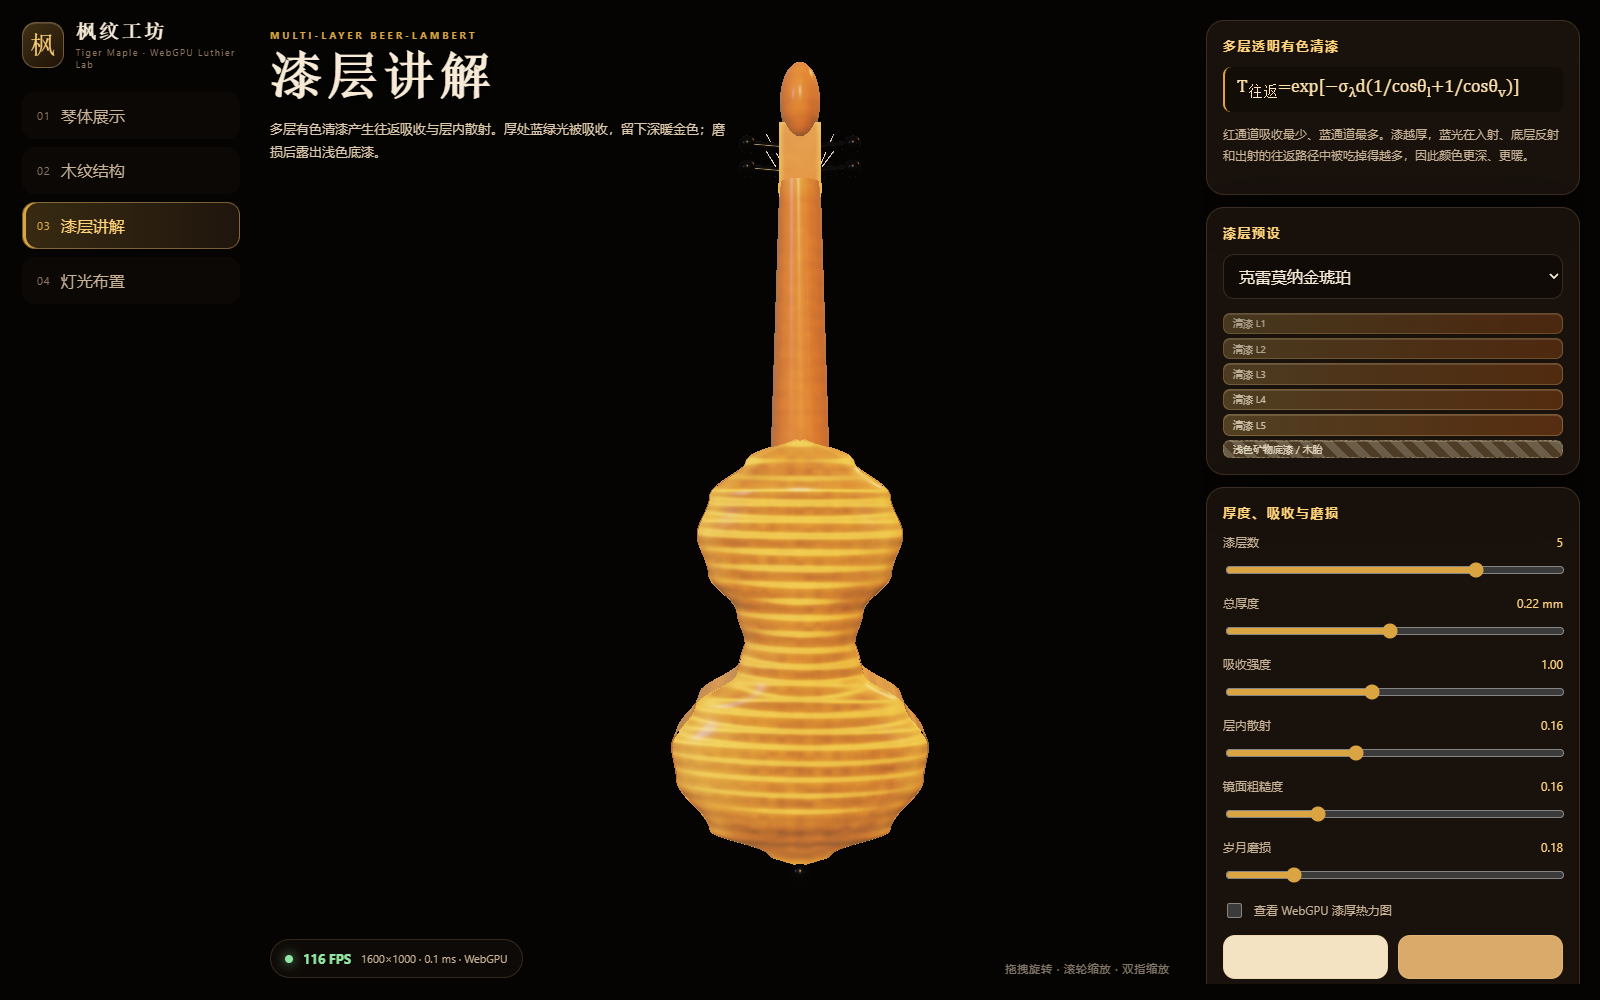 枫
枫纹工坊
Tiger Maple · WebGPU Luthier
Lab
01 琴体展示
02 木纹结构
03 漆层讲解
04 灯光布置
MULTI-LAYER BEER-LAMBERT
漆层讲解
多层有色清漆产生往返吸收与层内散射。厚处蓝绿光被吸收，留下深暖金色；磨
损后露出浅色底漆。
116 FPS 1600×1000 · 0.1 ms · WebGPU
拖拽旋转 · 滚轮缩放 · 双指缩放
多层透明有色清漆
T往返=exp[−σλd(1/cosθl+1/cosθv)]
红通道吸收最少、蓝通道最多。漆越厚，蓝光在入射、底层反射
和出射的往返路径中被吃掉得越多，因此颜色更深、更暖。
漆层预设
克雷莫纳金琥珀
清漆 L1
清漆 L2
清漆 L3
清漆 L4
清漆 L5
浅色矿物底漆 / 木胎
厚度、吸收与磨损
漆层数 5
总厚度 0.22 mm
吸收强度 1.00
层内散射 0.16
镜面粗糙度 0.16
岁月磨损 0.18
查看 WebGPU 漆厚热力图